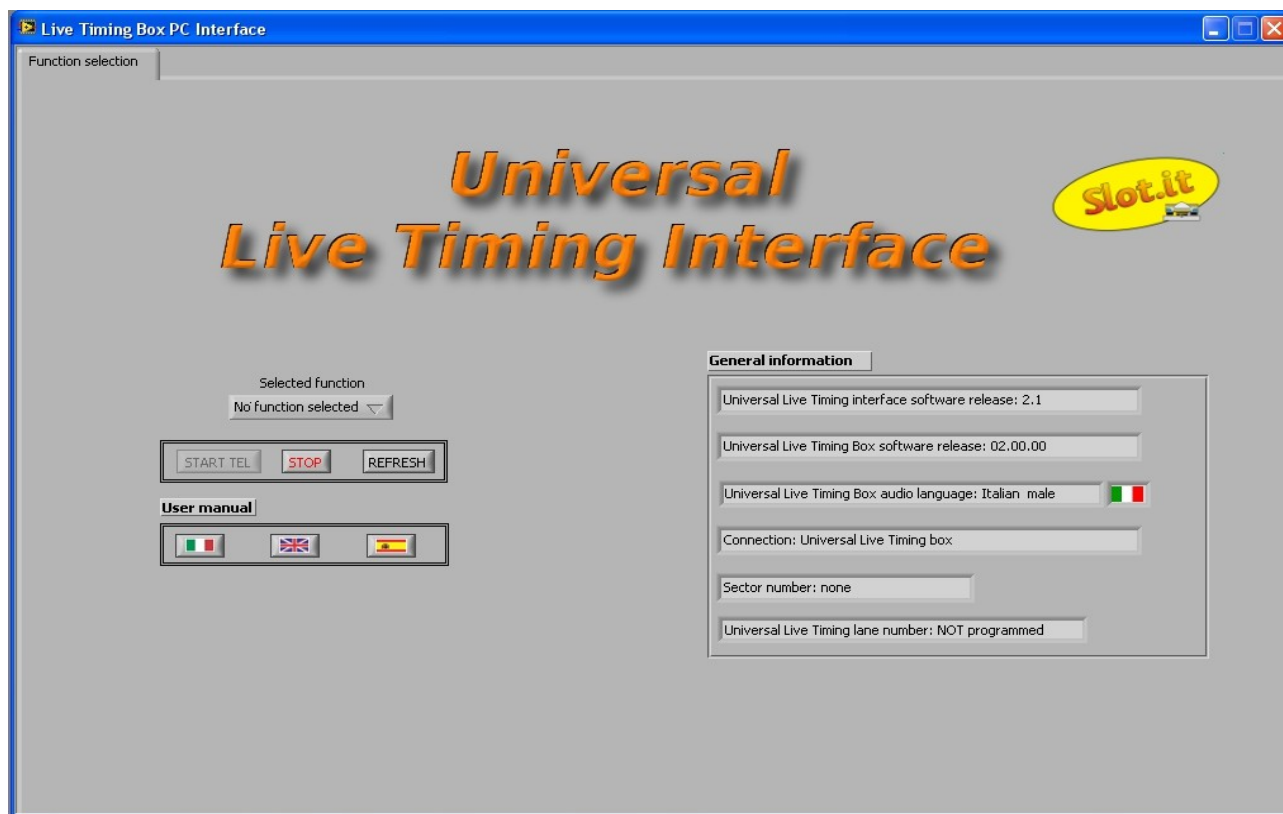 Live Timing Box PC Interface
Function selection
Universal
Live Timing Interface
Slot.it
Selected function
No function selected
START TEL
STOP
REFRESH
User manual
General information
Universal Live Timing interface software release: 2.1
Universal Live Timing Box software release: 02.00.00
Universal Live Timing Box audio language: Italian male
Connection: Universal Live Timing box
Sector number: none
Universal Live Timing lane number: NOT programmed